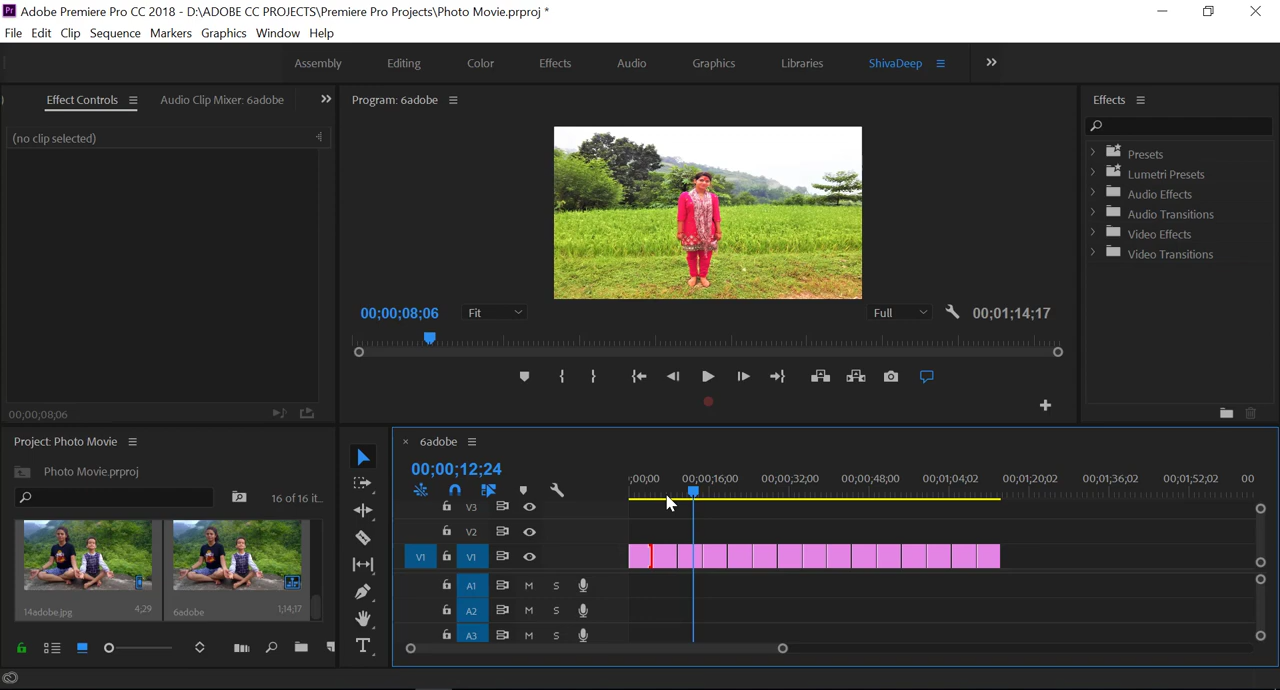 Pr Adobe Premiere Pro CC 2018 - D:\ADOBE CC PROJECTS\Premiere Pro Projects\Photo Movie.prproj *
File Edit Clip Sequence Markers Graphics Window Help
Assembly Editing Color Effects Audio Graphics Libraries ShivaDeep
Effect Controls Audio Clip Mixer: 6adobe
Program: 6adobe
Effects
(no clip selected)
Presets
Lumetri Presets
Audio Effects
Audio Transitions
Video Effects
Video Transitions
00;00;08;06 Fit Full 00;01;14;17
00;00;08;06
Project: Photo Movie
6adobe
Photo Movie.prproj
16 of 16 it...
00;00;12;24
;00;00 00;00;16;00 00;00;32;00 00;00;48;00 00;01;04;02 00;01;20;02 00;01;36;02 00;01;52;02 00
V3
V2
V1 V1
A1 M S
A2 M S
A3 M S
14adobe.jpg 4;29
6adobe 1;14;17
T